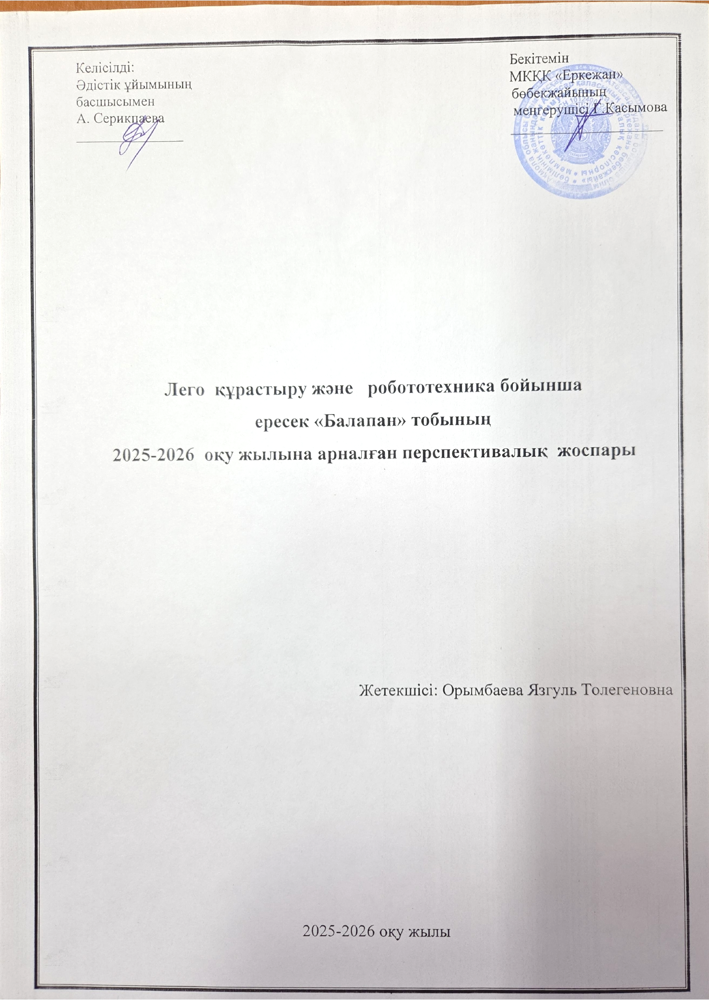 Келісілді:
Әдістік ұйымының
басшысымен
А. Серикпаева
Бекітемін
МКҚК «Еркежан»
бөбекжайының
меңгерушісі Г.Касымова
Лего құрастыру және робототехника бойынша
ересек «Балапан» тобының
2025-2026 оқу жылына арналған перспективалық жоспары
Жетекшісі: Орымбаева Язгуль Толегеновна
2025-2026 оқу жылы